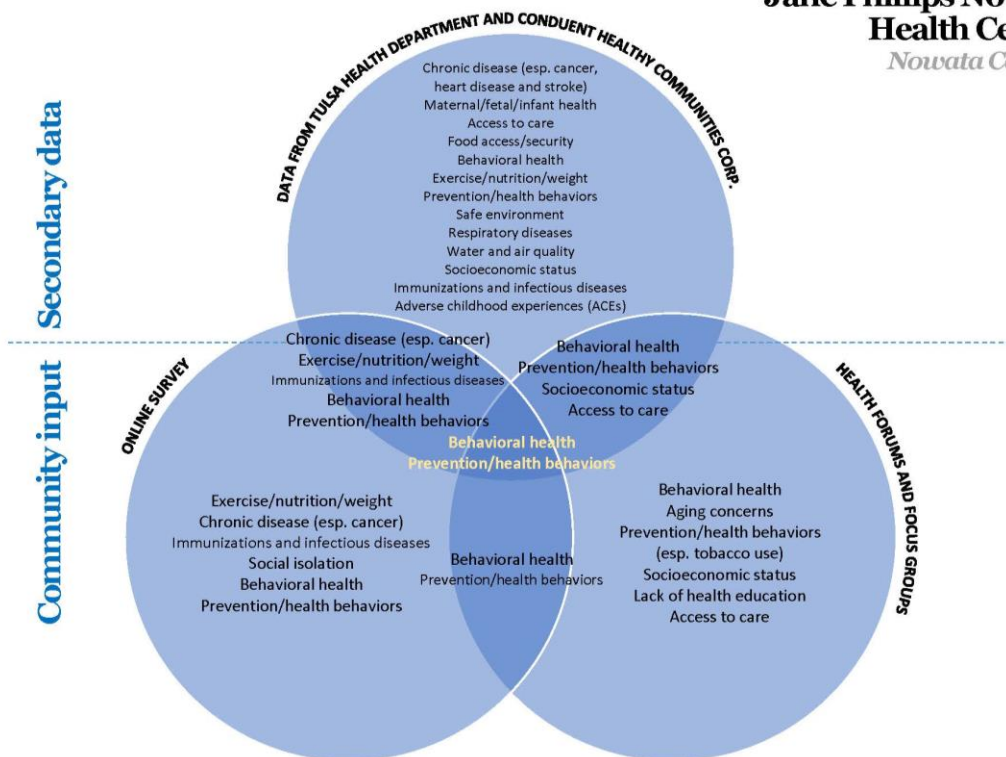 Jane Phillips
Health
Nowata
DATA FROM TULSA HEALTH DEPARTMENT AND CONDUENT HEALTHY COMMUNITIES CORP.
Secondary data
Chronic disease (esp. cancer,
heart disease and stroke)
Maternal/fetal/infant health
Access to care
Food access/security
Behavioral health
Exercise/nutrition/weight
Prevention/health behaviors
Safe environment
Respiratory diseases
Water and air quality
Socioeconomic status
Immunizations and infectious diseases
Adverse childhood experiences (ACEs)
Community input
ONLINE SURVEY
Chronic disease (esp. cancer)
Exercise/nutrition/weight
Immunizations and infectious diseases
Behavioral health
Prevention/health behaviors
Behavioral health
Prevention/health behaviors
Socioeconomic status
Access to care
HEALTH FORUMS AND FOCUS GROUPS
Behavioral health
Prevention/health behaviors
Exercise/nutrition/weight
Chronic disease (esp. cancer)
Immunizations and infectious diseases
Social isolation
Behavioral health
Prevention/health behaviors
Behavioral health
Prevention/health behaviors
Behavioral health
Aging concerns
Prevention/health behaviors
(esp. tobacco use)
Socioeconomic status
Lack of health education
Access to care